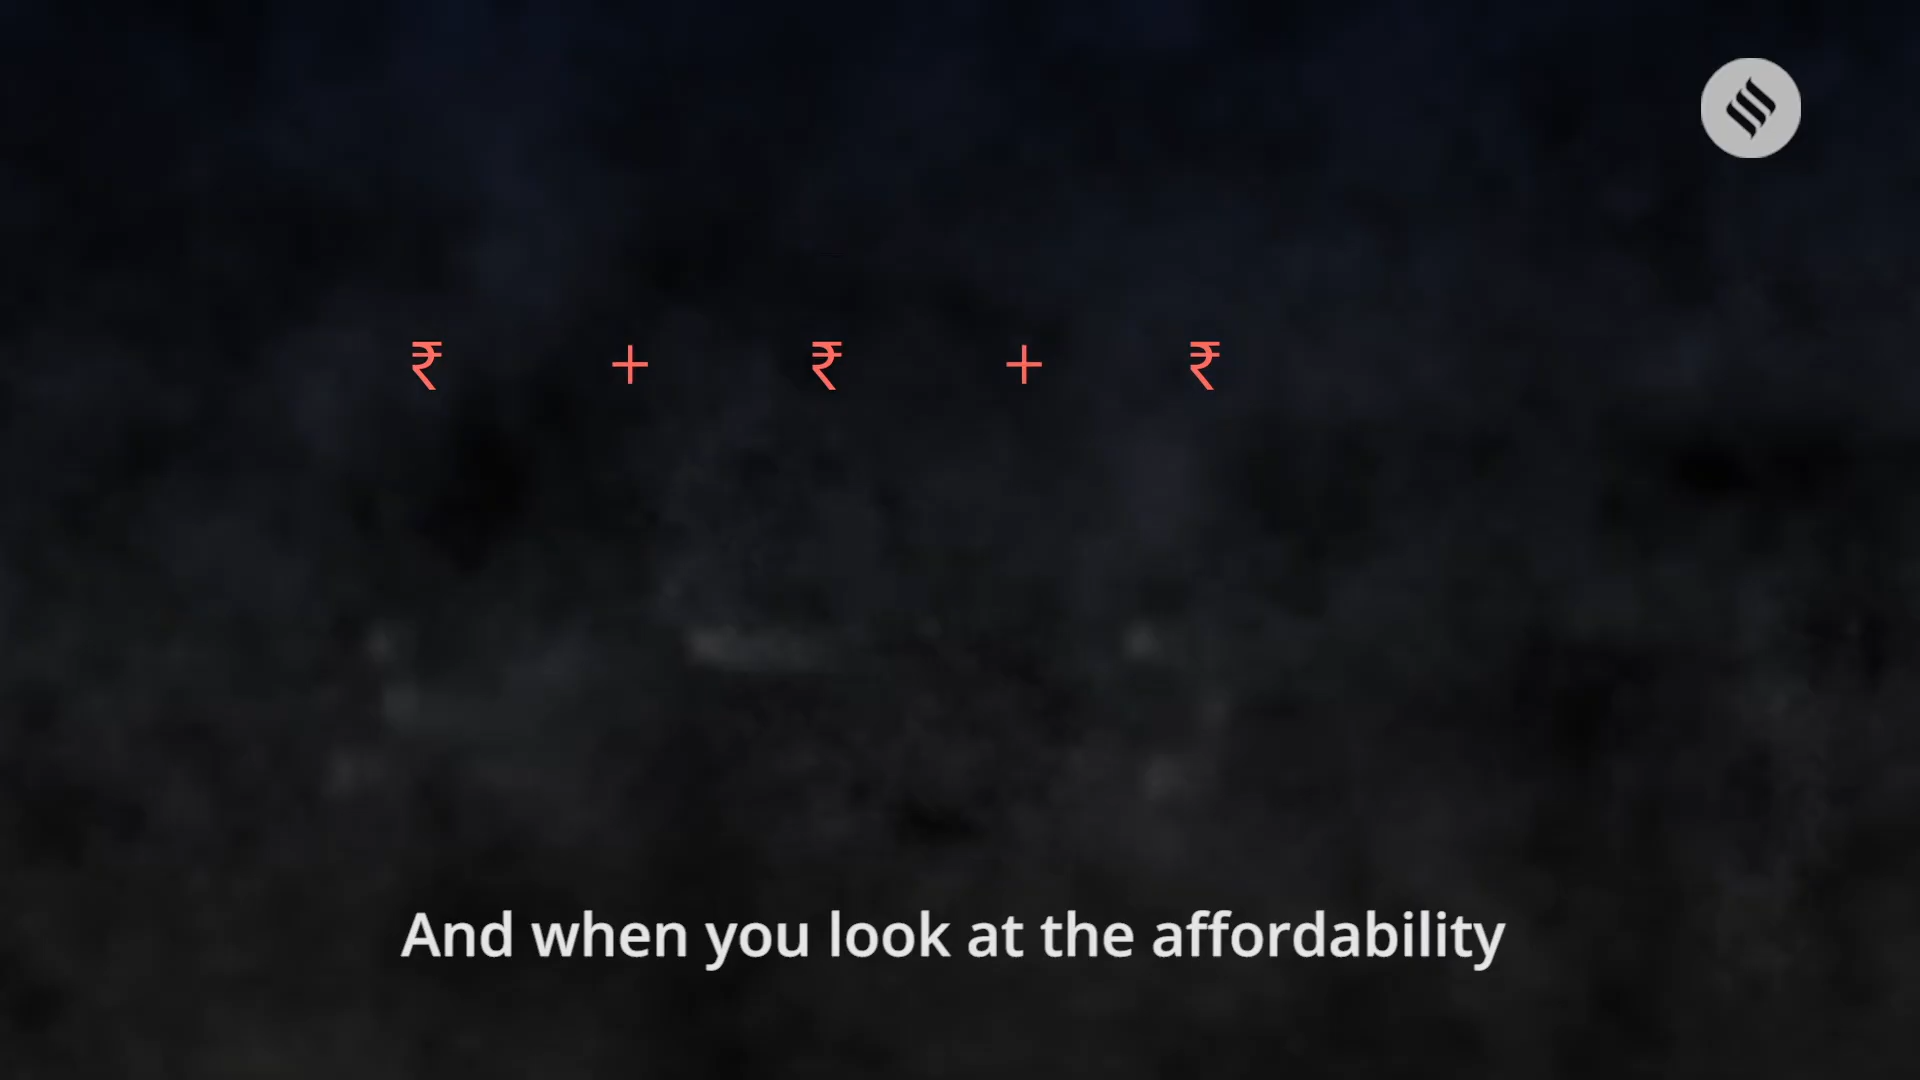 ₹ + ₹ + ₹
And when you look at the affordability